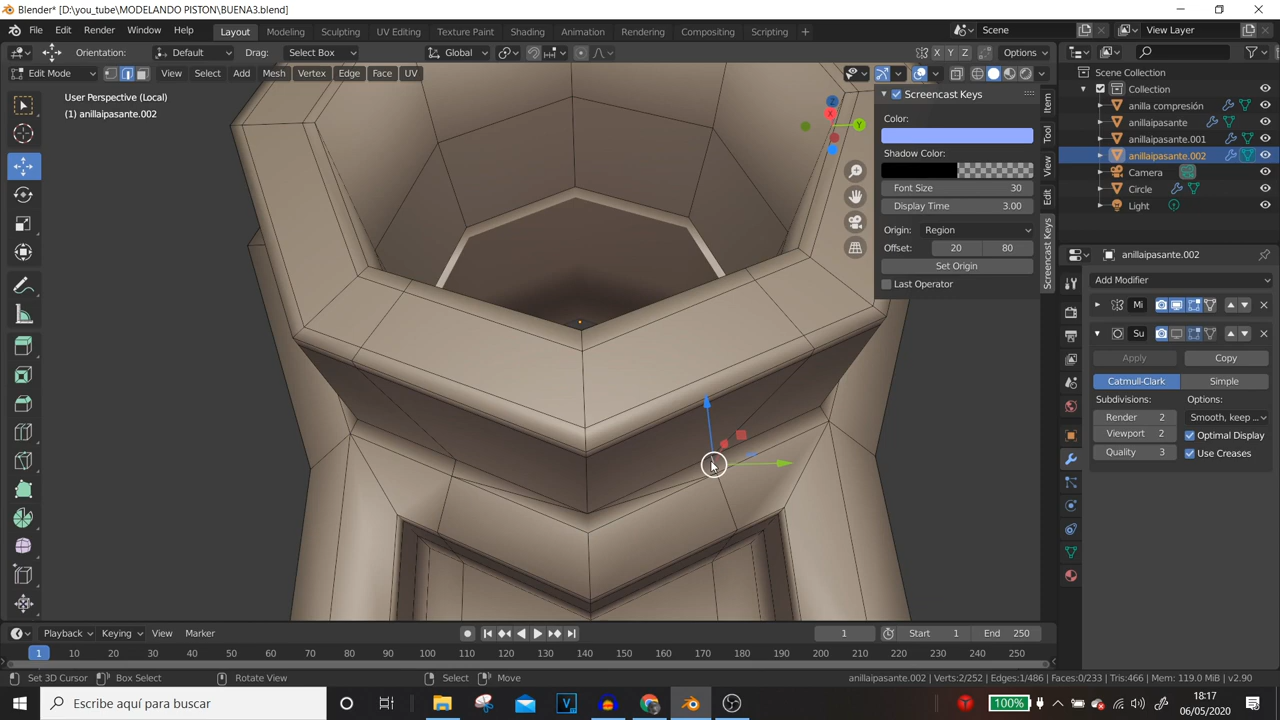 Blender* [D:\you_tube\MODELANDO PISTON\BUENA3.blend]
File Edit Render Window Help Layout Modeling Sculpting UV Editing Texture Paint Shading Animation Rendering Compositing Scripting + Scene View Layer
Orientation: Default Drag: Select Box Global X Y Z Options
Edit Mode View Select Add Mesh Vertex Edge Face UV
User Perspective (Local)
(1) anillaipasante.002
Z
X
Y
Screencast Keys
Color:
Shadow Color:
Font Size 30
Display Time 3.00
Origin: Region
Offset: 20 80
Set Origin
Last Operator
Item
Tool
View
Edit
Screencast Keys
Scene Collection
Collection
anilla compresión
anillaipasante
anillaipasante.001
anillaipasante.002
Camera
Circle
Light
anillaipasante.002
Add Modifier
Mi
Su
Apply Copy
Catmull-Clark Simple
Subdivisions: Options:
Render 2 Smooth, keep ...
Viewport 2 Optimal Display
Quality 3 Use Creases
Playback Keying View Marker 1 Start 1 End 250
1 10 20 30 40 50 60 70 80 90 100 110 120 130 140 150 160 170 180 190 200 210 220 230 240 250
Set 3D Cursor Box Select Rotate View Select Move anillaipasante.002 | Verts:2/252 | Edges:1/486 | Faces:0/233 | Tris:466 | Mem: 119.0 MiB | v2.90
Escribe aquí para buscar 100% 18:17
06/05/2020